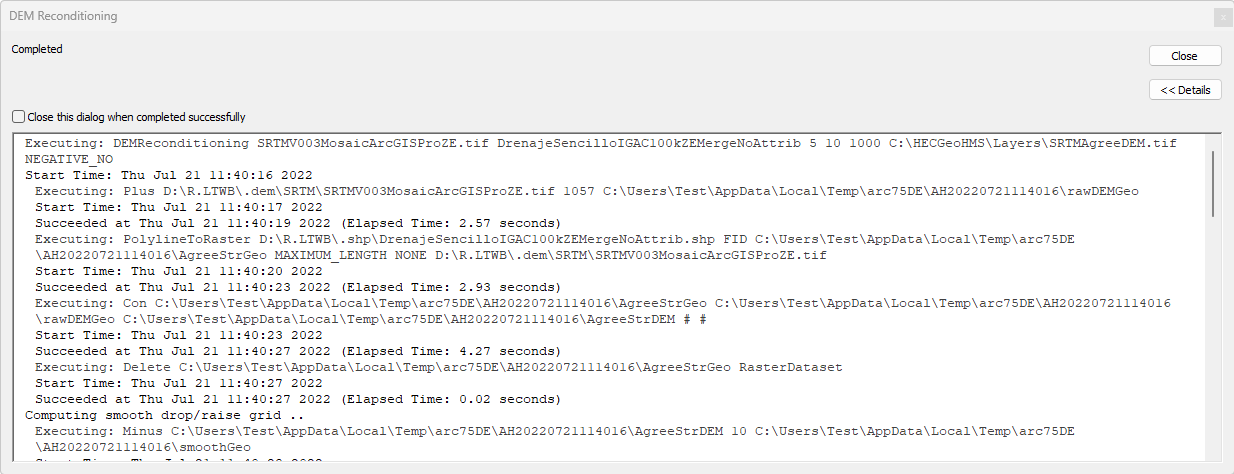 DEM Reconditioning
x
Completed
Close
<< Details
Close this dialog when completed successfully
Executing: DEMReconditioning SRTMV003MosaicArcGISProZE.tif DrenajeSencilloIGAC100kZEMergeNoAttrib 5 10 1000 C:\HECGeoHMS\Layers\SRTMAgreeDEM.tif
NEGATIVE_NO
Start Time: Thu Jul 21 11:40:16 2022
Executing: Plus D:\R.LTWB\.dem\SRTM\SRTMV003MosaicArcGISProZE.tif 1057 C:\Users\Test\AppData\Local\Temp\arc75DE\AH20220721114016\rawDEMGeo
Start Time: Thu Jul 21 11:40:17 2022
Succeeded at Thu Jul 21 11:40:19 2022 (Elapsed Time: 2.57 seconds)
Executing: PolylineToRaster D:\R.LTWB\.shp\DrenajeSencilloIGAC100kZEMergeNoAttrib.shp FID C:\Users\Test\AppData\Local\Temp\arc75DE
\AH20220721114016\AgreeStrGeo MAXIMUM_LENGTH NONE D:\R.LTWB\.dem\SRTM\SRTMV003MosaicArcGISProZE.tif
Start Time: Thu Jul 21 11:40:20 2022
Succeeded at Thu Jul 21 11:40:23 2022 (Elapsed Time: 2.93 seconds)
Executing: Con C:\Users\Test\AppData\Local\Temp\arc75DE\AH20220721114016\AgreeStrGeo C:\Users\Test\AppData\Local\Temp\arc75DE\AH20220721114016
\rawDEMGeo C:\Users\Test\AppData\Local\Temp\arc75DE\AH20220721114016\AgreeStrDEM # #
Start Time: Thu Jul 21 11:40:23 2022
Succeeded at Thu Jul 21 11:40:27 2022 (Elapsed Time: 4.27 seconds)
Executing: Delete C:\Users\Test\AppData\Local\Temp\arc75DE\AH20220721114016\AgreeStrGeo RasterDataset
Start Time: Thu Jul 21 11:40:27 2022
Succeeded at Thu Jul 21 11:40:27 2022 (Elapsed Time: 0.02 seconds)
Computing smooth drop/raise grid ..
Executing: Minus C:\Users\Test\AppData\Local\Temp\arc75DE\AH20220721114016\AgreeStrDEM 10 C:\Users\Test\AppData\Local\Temp\arc75DE
\AH20220721114016\smoothGeo
Start Time: Thu Jul 21 11:40:28 2022